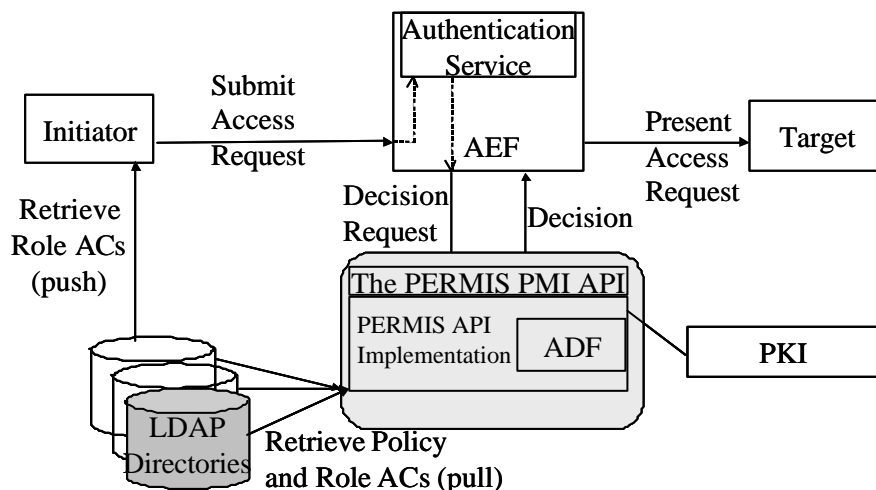 Authentication
Service
Submit
Access
Request
Initiator
AEF
Present
Access
Request
Target
Retrieve
Role ACs
(push)
Decision
Request
Decision
The PERMIS PMI API
PERMIS API
Implementation
ADF
PKI
LDAP
Directories
Retrieve Policy
and Role ACs (pull)